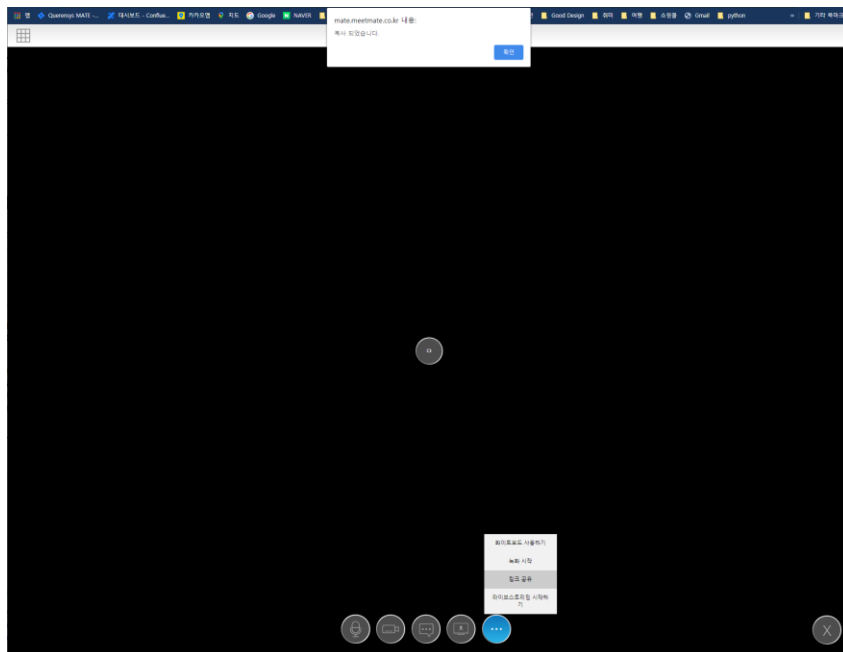 앱 Querensys MATE -... 대시보드 - Conflue... 카카오맵 지도 Google NAVER Good Design 취미 여행 쇼핑몰 Gmail python » 기타 북마크
mate.meetmate.co.kr 내용:
복사 되었습니다.
확인
화이트보드 사용하기
녹화 시작
링크 공유
라이브스트리밍 시작하
기
X